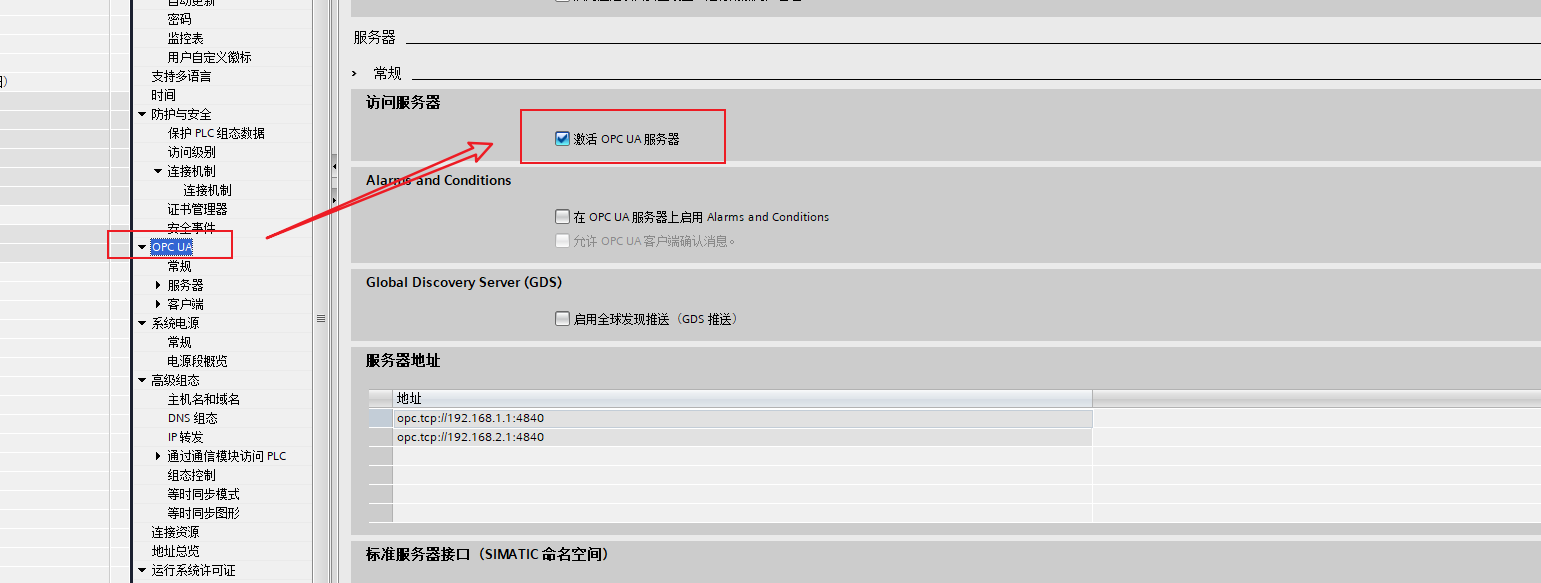 自动更新
密码
监控表
用户自定义徽标
支持多语言
时间
防护与安全
保护 PLC 组态数据
访问级别
连接机制
连接机制
证书管理器
安全事件
OPC UA
常规
服务器
客户端
系统电源
常规
电源段概览
高级组态
主机名和域名
DNS 组态
IP 转发
通过通信模块访问 PLC
组态控制
等时同步模式
等时同步图形
连接资源
地址总览
运行系统许可证
服务器
常规
访问服务器
激活 OPC UA 服务器
Alarms and Conditions
在 OPC UA 服务器上启用 Alarms and Conditions
允许 OPC UA 客户端确认消息。
Global Discovery Server (GDS)
启用全球发现推送（GDS 推送）
服务器地址
地址
opc.tcp://192.168.1.1:4840
opc.tcp://192.168.2.1:4840
标准服务器接口（SIMATIC 命名空间）